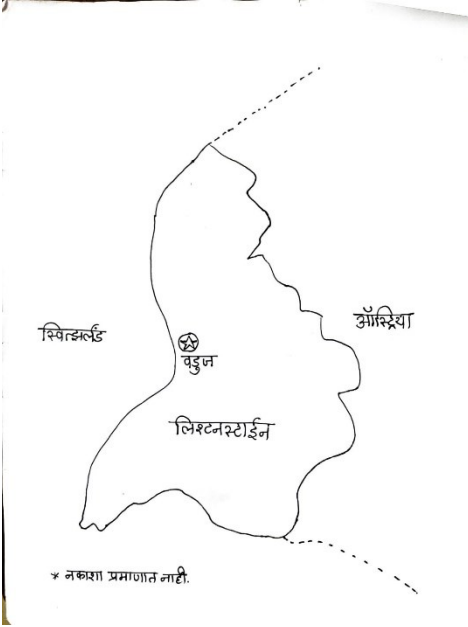 स्वित्झर्लंड
ऑस्ट्रिया
वडुज
लिश्टनस्टाईन
* नकाशा प्रमाणात नाही.